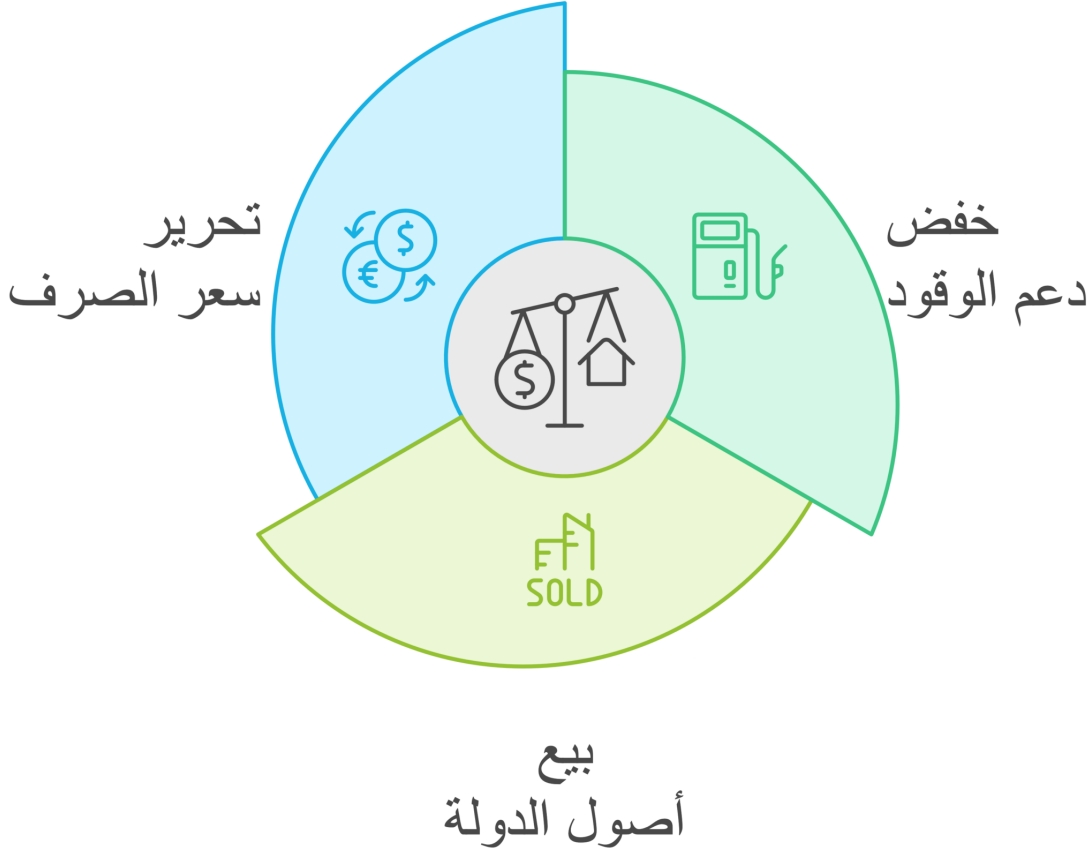 خفض
دعم الوقود
تحرير
سعر الصرف
$
€
$
SOLD
بيع
أصول الدولة